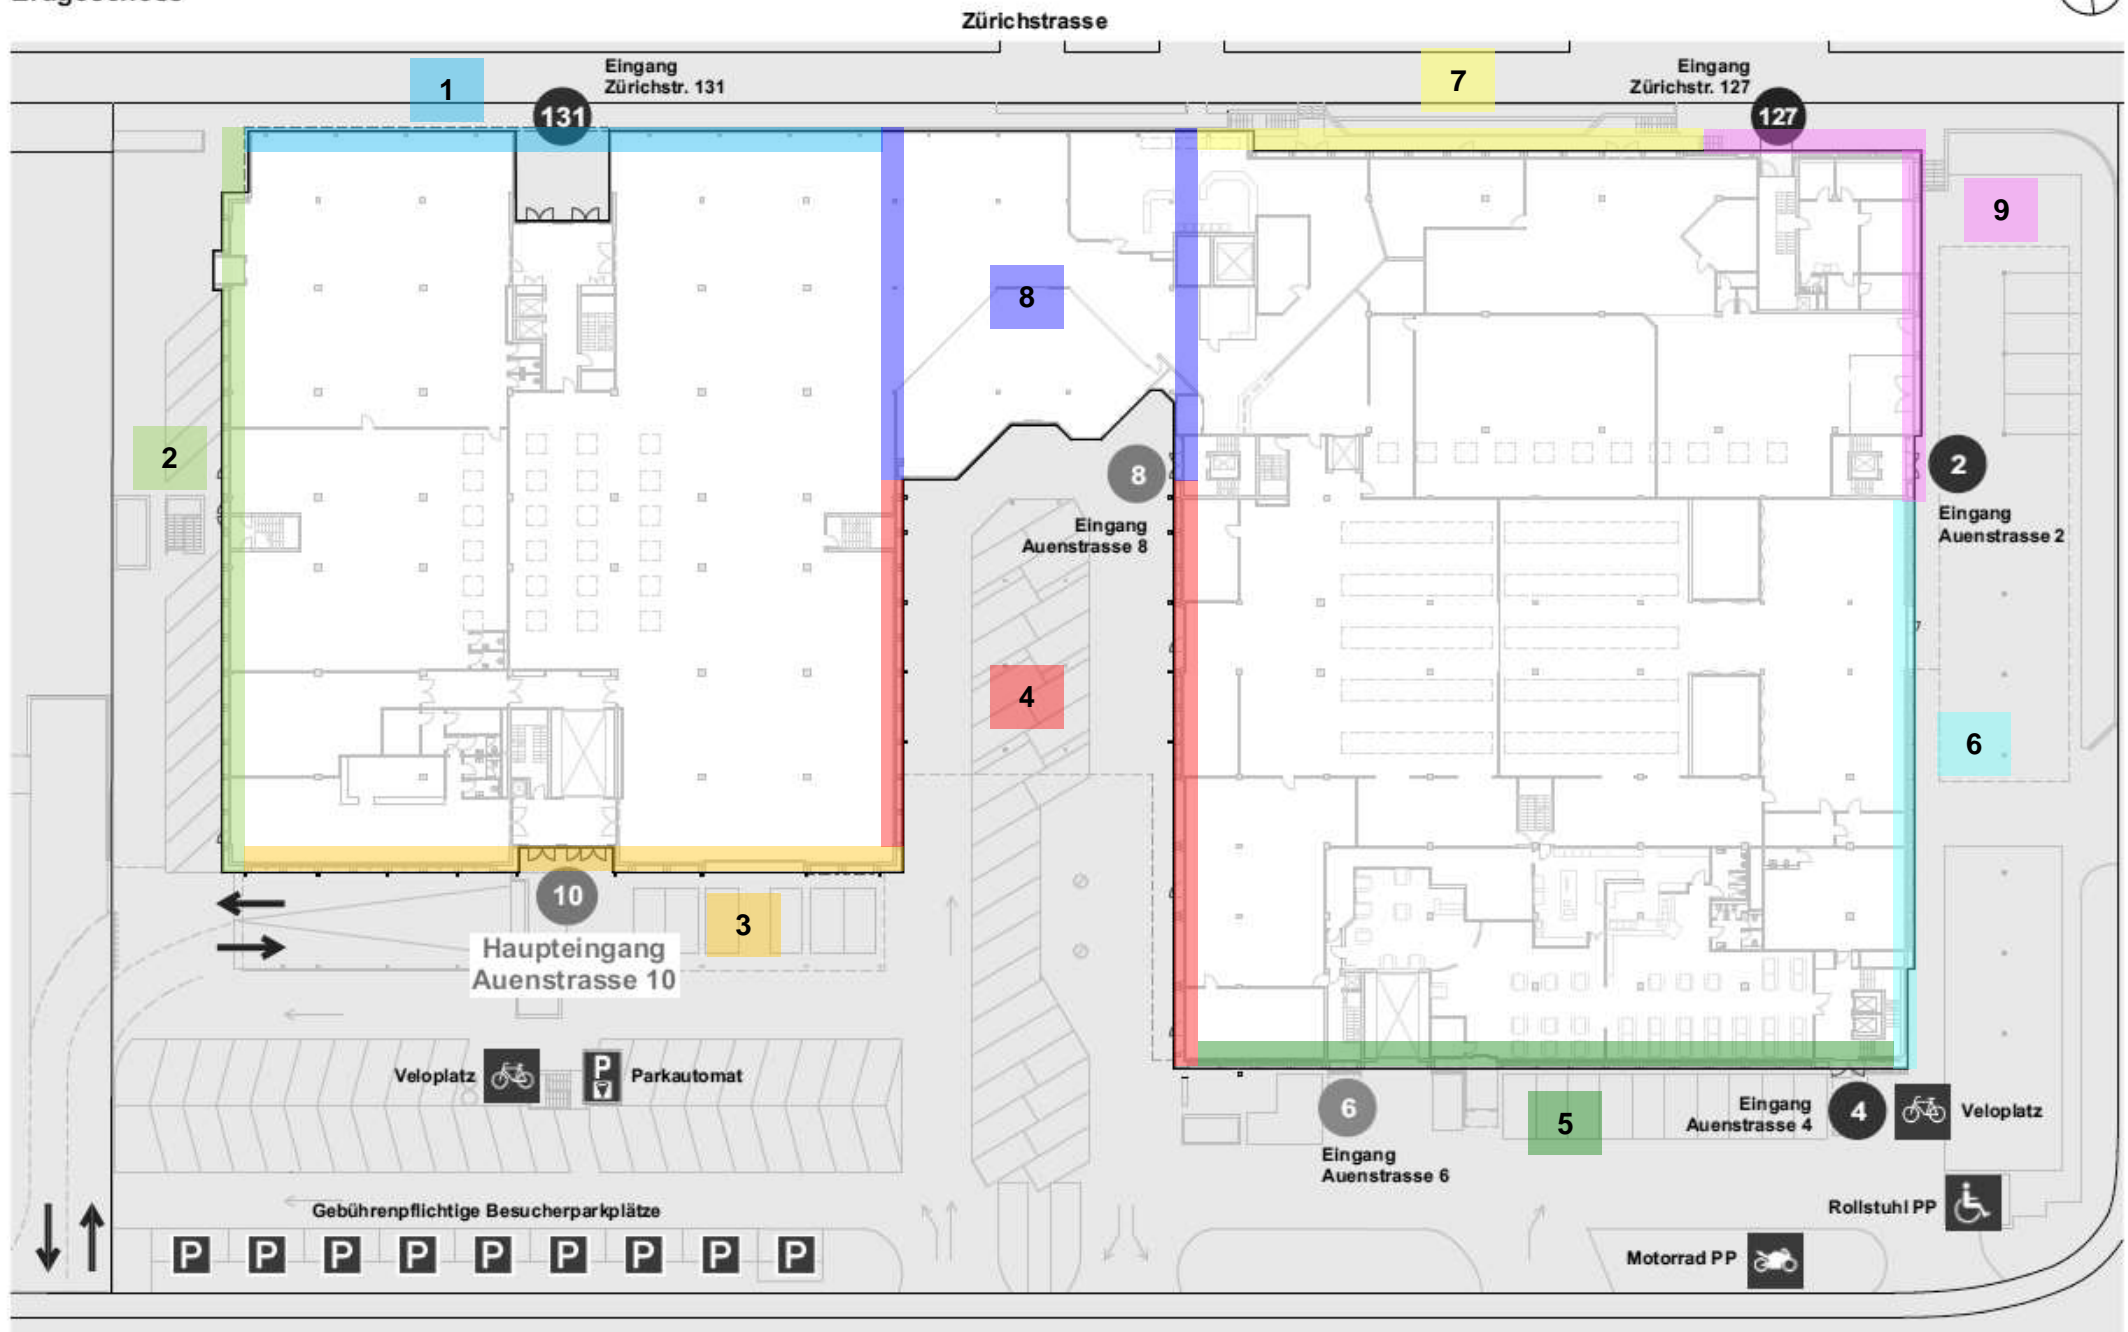 Zürichstrasse
1
Eingang
Zürichstr. 131
131
7
Eingang
Zürichstr. 127
127
9
8
2
8
Eingang
Auenstrasse 8
2
Eingang
Auenstrasse 2
4
6
10
Haupteingang
Auenstrasse 10
3
Veloplatz
P
Parkautomat
6
Eingang
Auenstrasse 6
5
Eingang
Auenstrasse 4
4
Veloplatz
Gebührenpflichtige Besucherparkplätze
P P P P P P P P P
Rollstuhl PP
Motorrad PP